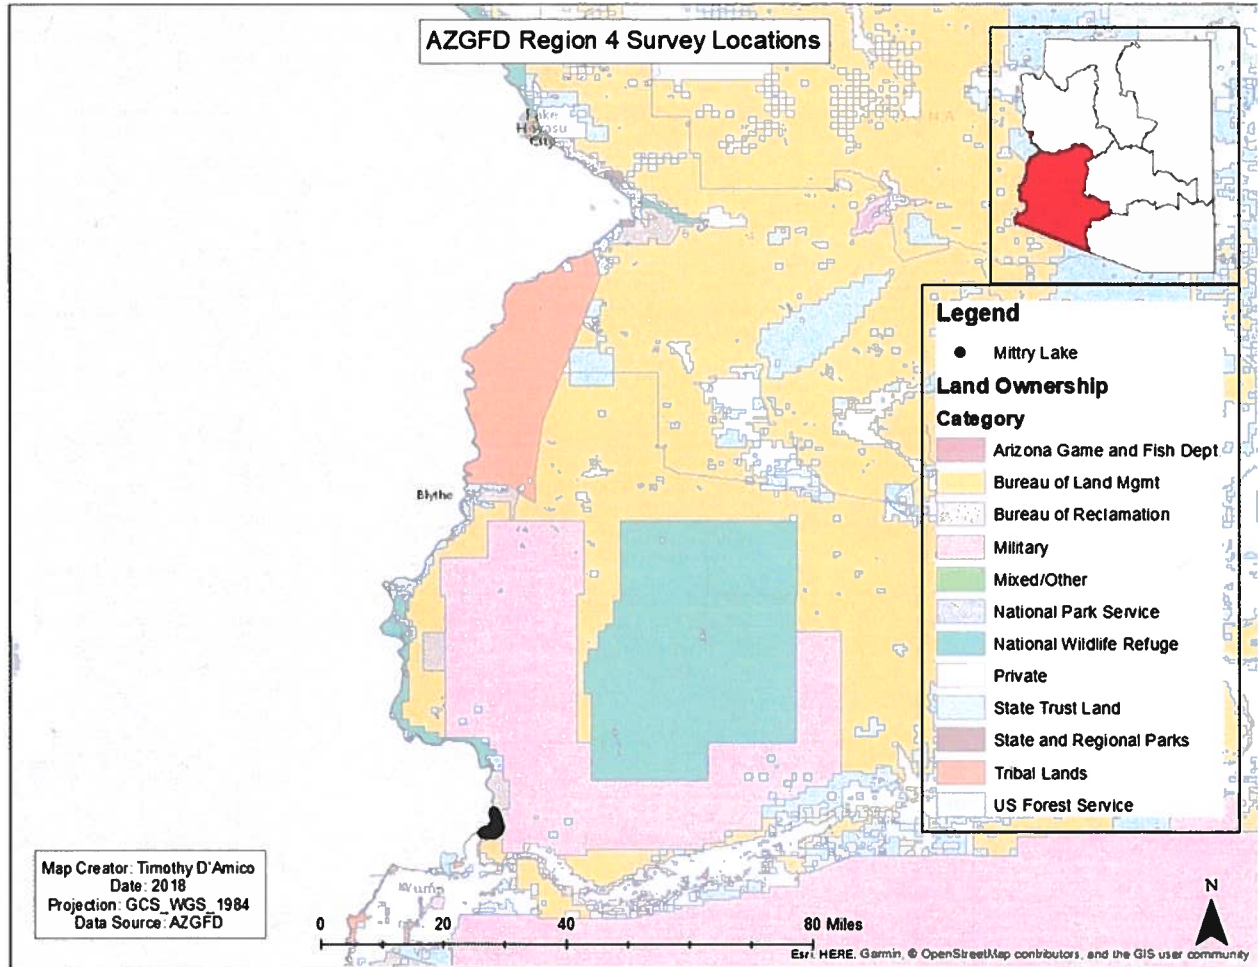 AZGFD Region 4 Survey Locations
Lake
Havasu
City
Blythe
Yuma
Legend
Mittry Lake
Land Ownership
Category
Arizona Game and Fish Dept
Bureau of Land Mgmt
Bureau of Reclamation
Military
Mixed/Other
National Park Service
National Wildlife Refuge
Private
State Trust Land
State and Regional Parks
Tribal Lands
US Forest Service
Map Creator: Timothy D'Amico
Date: 2018
Projection: GCS_WGS_1984
Data Source: AZGFD
0 20 40 80 Miles
N
Esri, HERE, Garmin, © OpenStreetMap contributors, and the GIS user community